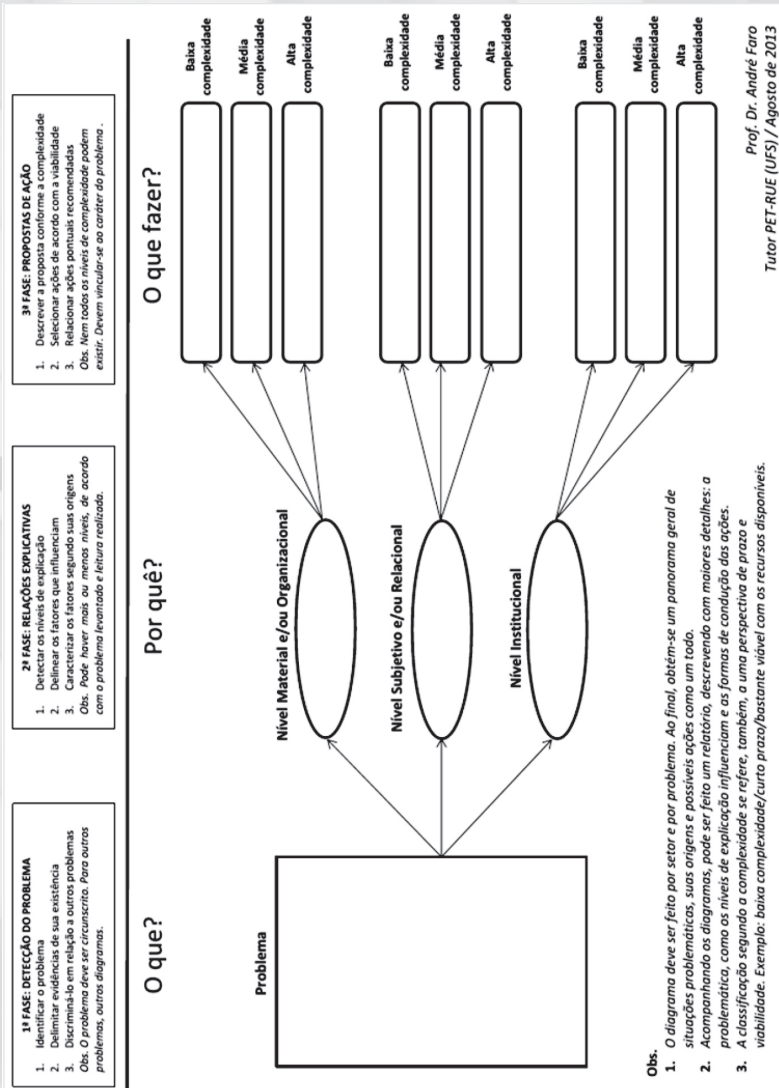 1ª FASE: DETECÇÃO DO PROBLEMA
1. Identificar o problema
2. Delimitar evidências de sua existência
3. Discriminá-lo em relação a outros problemas
Obs. O problema deve ser circunscrito. Para outros
problemas, outros diagramas.
2ª FASE: RELAÇÕES EXPLICATIVAS
1. Detectar os níveis de explicação
2. Delinear os fatores que influenciam
3. Caracterizar os fatores segundo suas origens
Obs. Pode haver mais ou menos níveis, de acordo
com o problema levantado e leitura realizada.
3ª FASE: PROPOSTAS DE AÇÃO
1. Descrever a proposta conforme a complexidade
2. Selecionar ações de acordo com a viabilidade
3. Relacionar ações pontuais recomendadas
Obs. Nem todos os níveis de complexidade podem
existir. Devem vincular-se ao caráter do problema .
O que?
Por quê?
O que fazer?
Problema
Nível Material e/ou Organizacional
Nível Subjetivo e/ou Relacional
Nível Institucional
Baixa
complexidade
Média
complexidade
Alta
complexidade
Baixa
complexidade
Média
complexidade
Alta
complexidade
Baixa
complexidade
Média
complexidade
Alta
complexidade
Obs.
1. O diagrama deve ser feito por setor e por problema. Ao final, obtém-se um panorama geral de
situações problemáticas, suas origens e possíveis ações como um todo.
2. Acompanhando os diagramas, pode ser feito um relatório, descrevendo com maiores detalhes: a
problemática, como os níveis de explicação influenciam e as formas de condução das ações.
3. A classificação segundo a complexidade se refere, também, a uma perspectiva de prazo e
viabilidade. Exemplo: baixa complexidade/curto prazo/bastante viável com os recursos disponíveis.
Prof. Dr. André Faro
Tutor PET-RUE (UFS) / Agosto de 2013